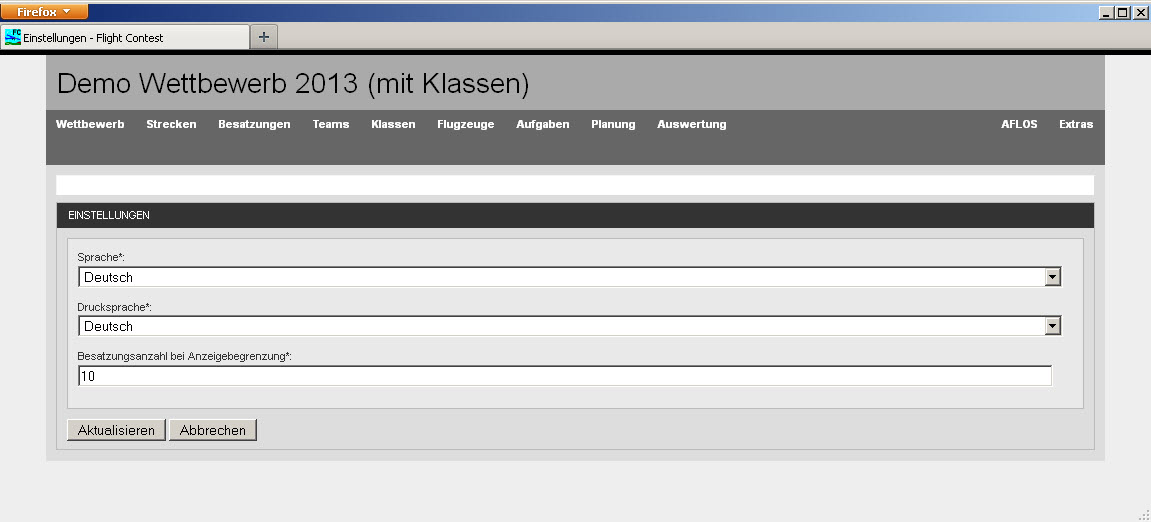 Firefox
Einstellungen - Flight Contest
Demo Wettbewerb 2013 (mit Klassen)
Wettbewerb Strecken Besatzungen Teams Klassen Flugzeuge Aufgaben Planung Auswertung AFLOS Extras
EINSTELLUNGEN
Sprache*:
Deutsch
Drucksprache*:
Deutsch
Besatzungsanzahl bei Anzeigebegrenzung*:
10
Aktualisieren Abbrechen